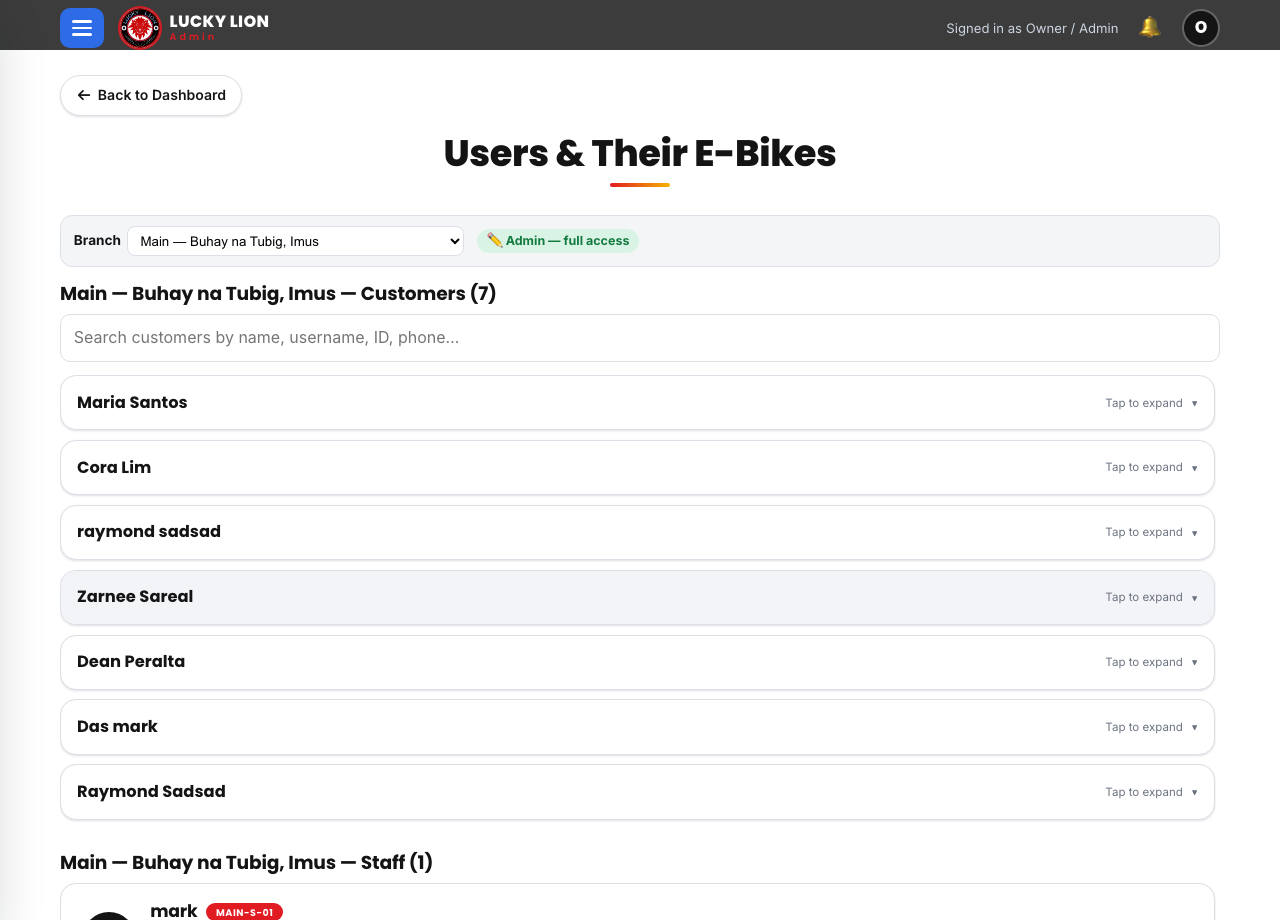 LUCKY LION
Admin
Signed in as Owner / Admin
O
← Back to Dashboard
Users & Their E-Bikes
Branch
Main — Buhay na Tubig, Imus
✏️ Admin — full access
Main — Buhay na Tubig, Imus — Customers (7)
Search customers by name, username, ID, phone...
Maria Santos
Tap to expand ▾
Cora Lim
Tap to expand ▾
raymond sadsad
Tap to expand ▾
Zarnee Sareal
Tap to expand ▾
Dean Peralta
Tap to expand ▾
Das mark
Tap to expand ▾
Raymond Sadsad
Tap to expand ▾
Main — Buhay na Tubig, Imus — Staff (1)
mark MAIN-S-01